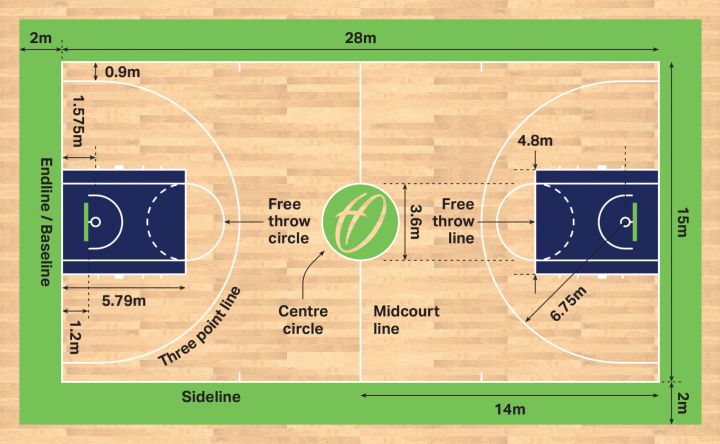 2m
28m
0.9m
1.575m
4.8m
Endline / Baseline
Free
throw
circle
3.6m
Free
throw
line
15m
5.79m
6.75m
1.2m
Three point line
Centre
circle
Midcourt
line
Sideline
14m
2m